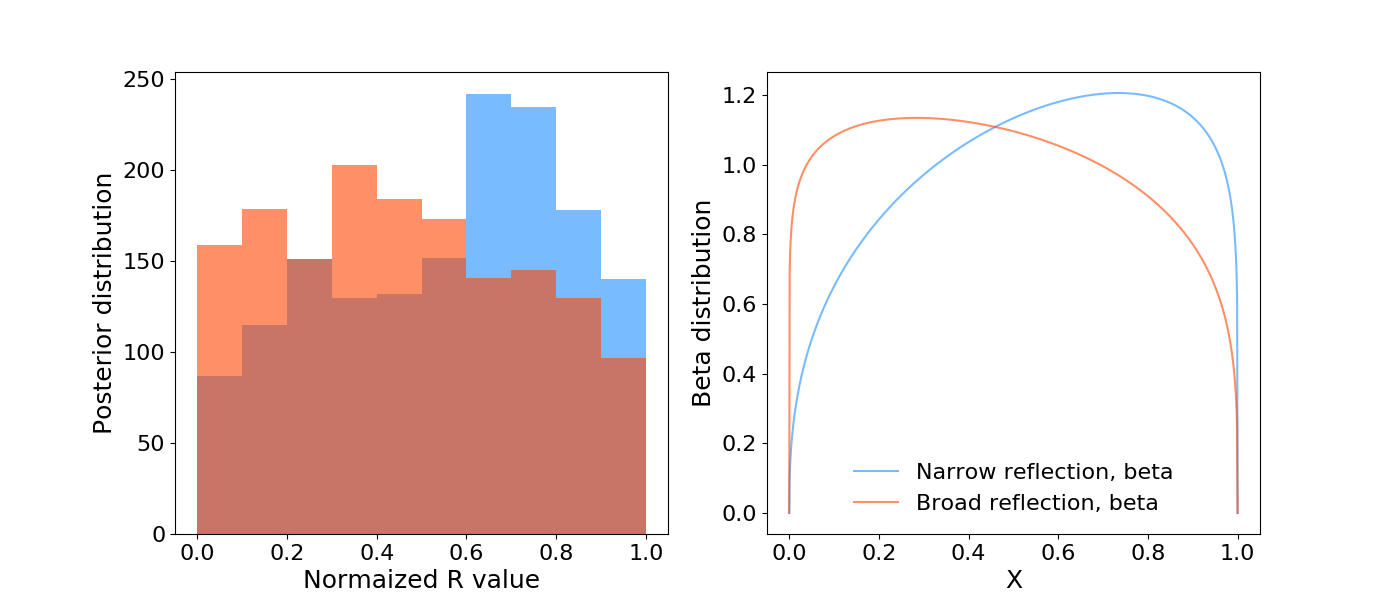 Posterior distribution
250
200
150
100
50
0
0.0 0.2 0.4 0.6 0.8 1.0
Normaized R value
Beta distribution
1.2
1.0
0.8
0.6
0.4
0.2
0.0
Narrow reflection, beta
Broad reflection, beta
0.0 0.2 0.4 0.6 0.8 1.0
X